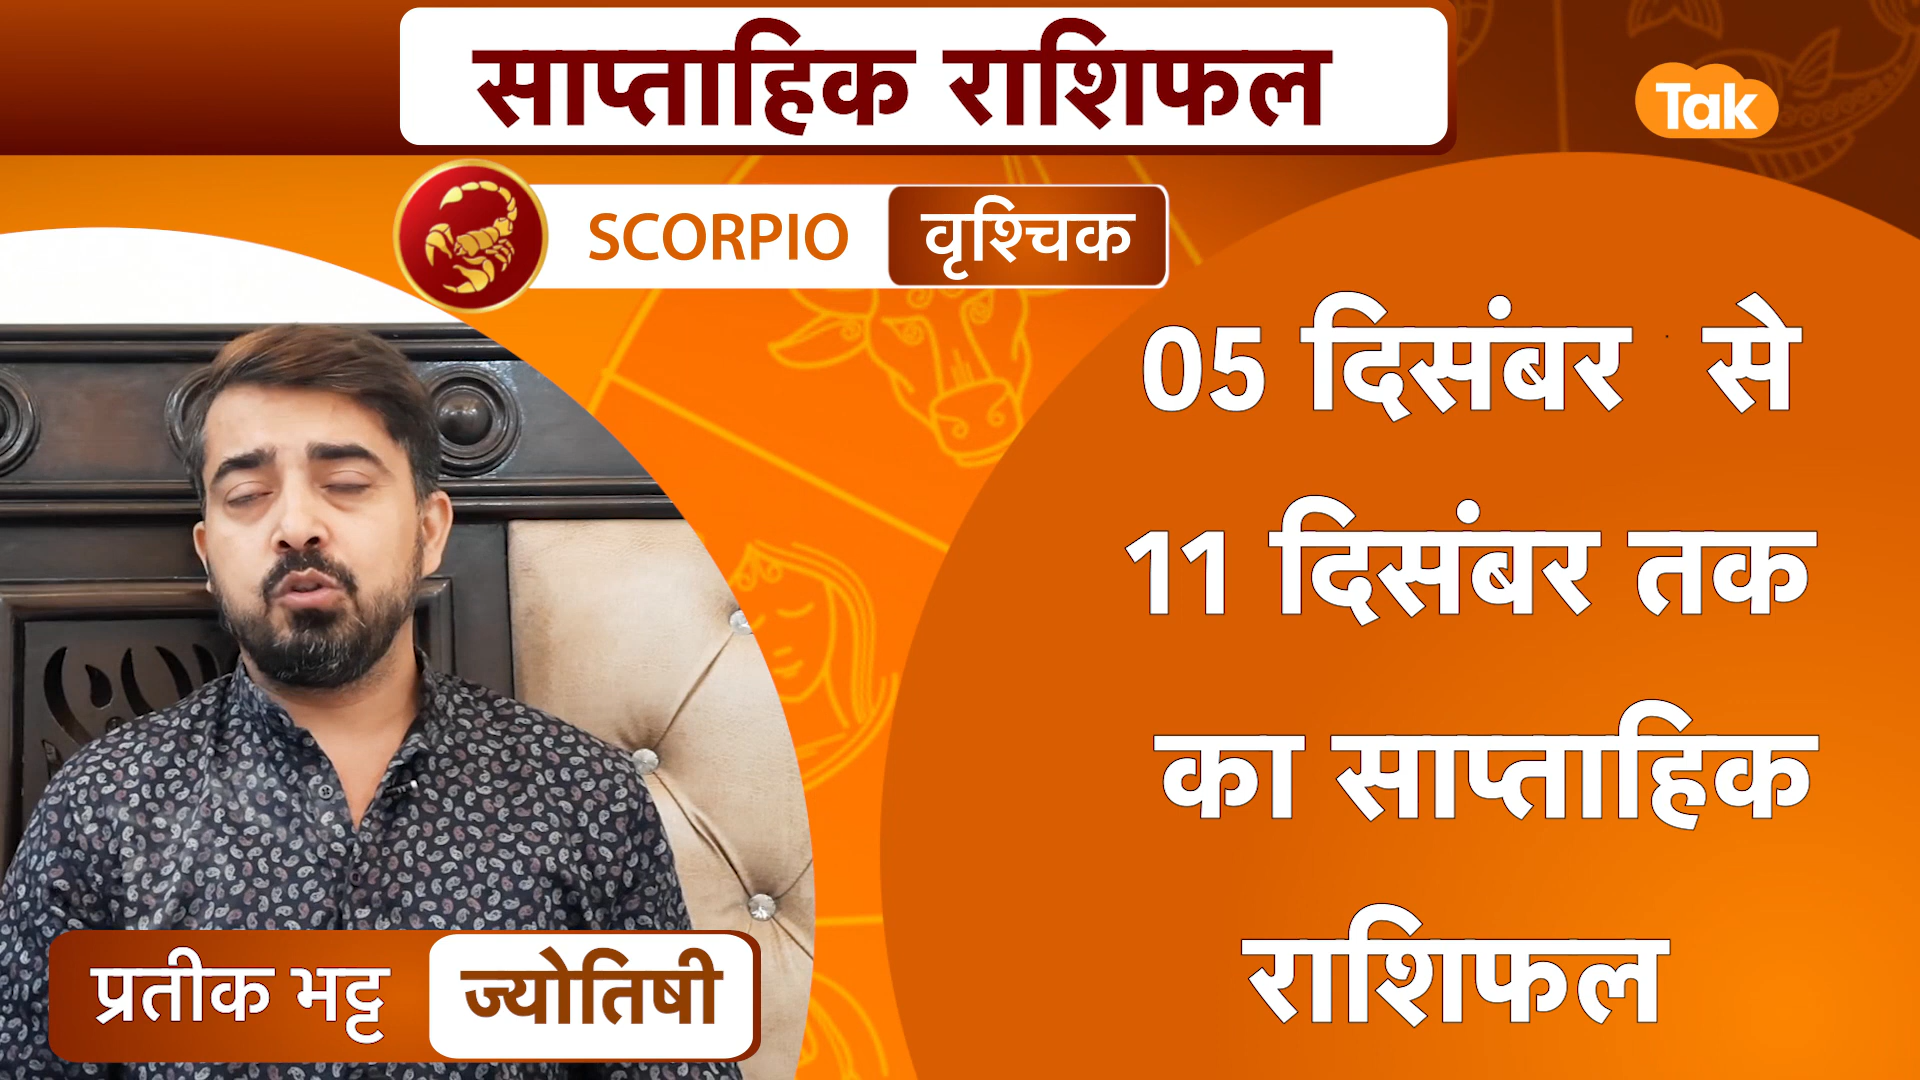 साप्ताहिक राशिफल
Tak
SCORPIO वृश्चिक
05 दिसंबर से
11 दिसंबर तक
का साप्ताहिक
राशिफल
प्रतीक भट्ट ज्योतिषी